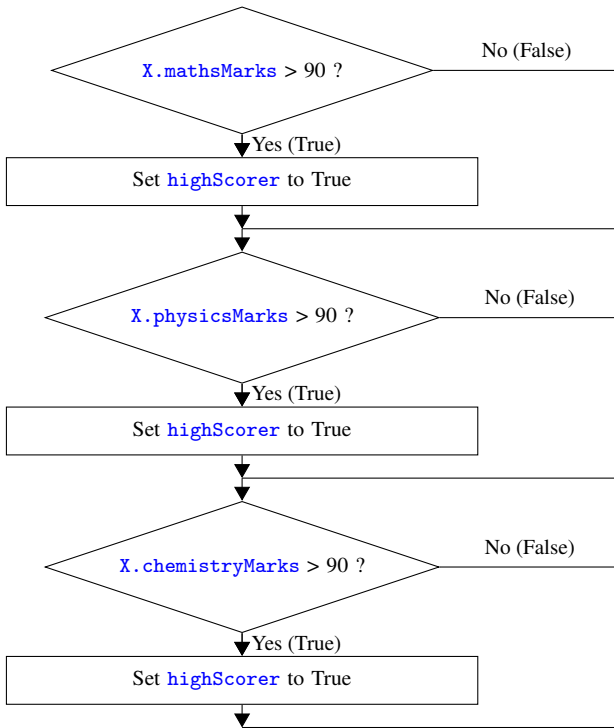 X.mathsMarks > 90 ?
No (False)
Yes (True)
Set highScorer to True
X.physicsMarks > 90 ?
No (False)
Yes (True)
Set highScorer to True
X.chemistryMarks > 90 ?
No (False)
Yes (True)
Set highScorer to True